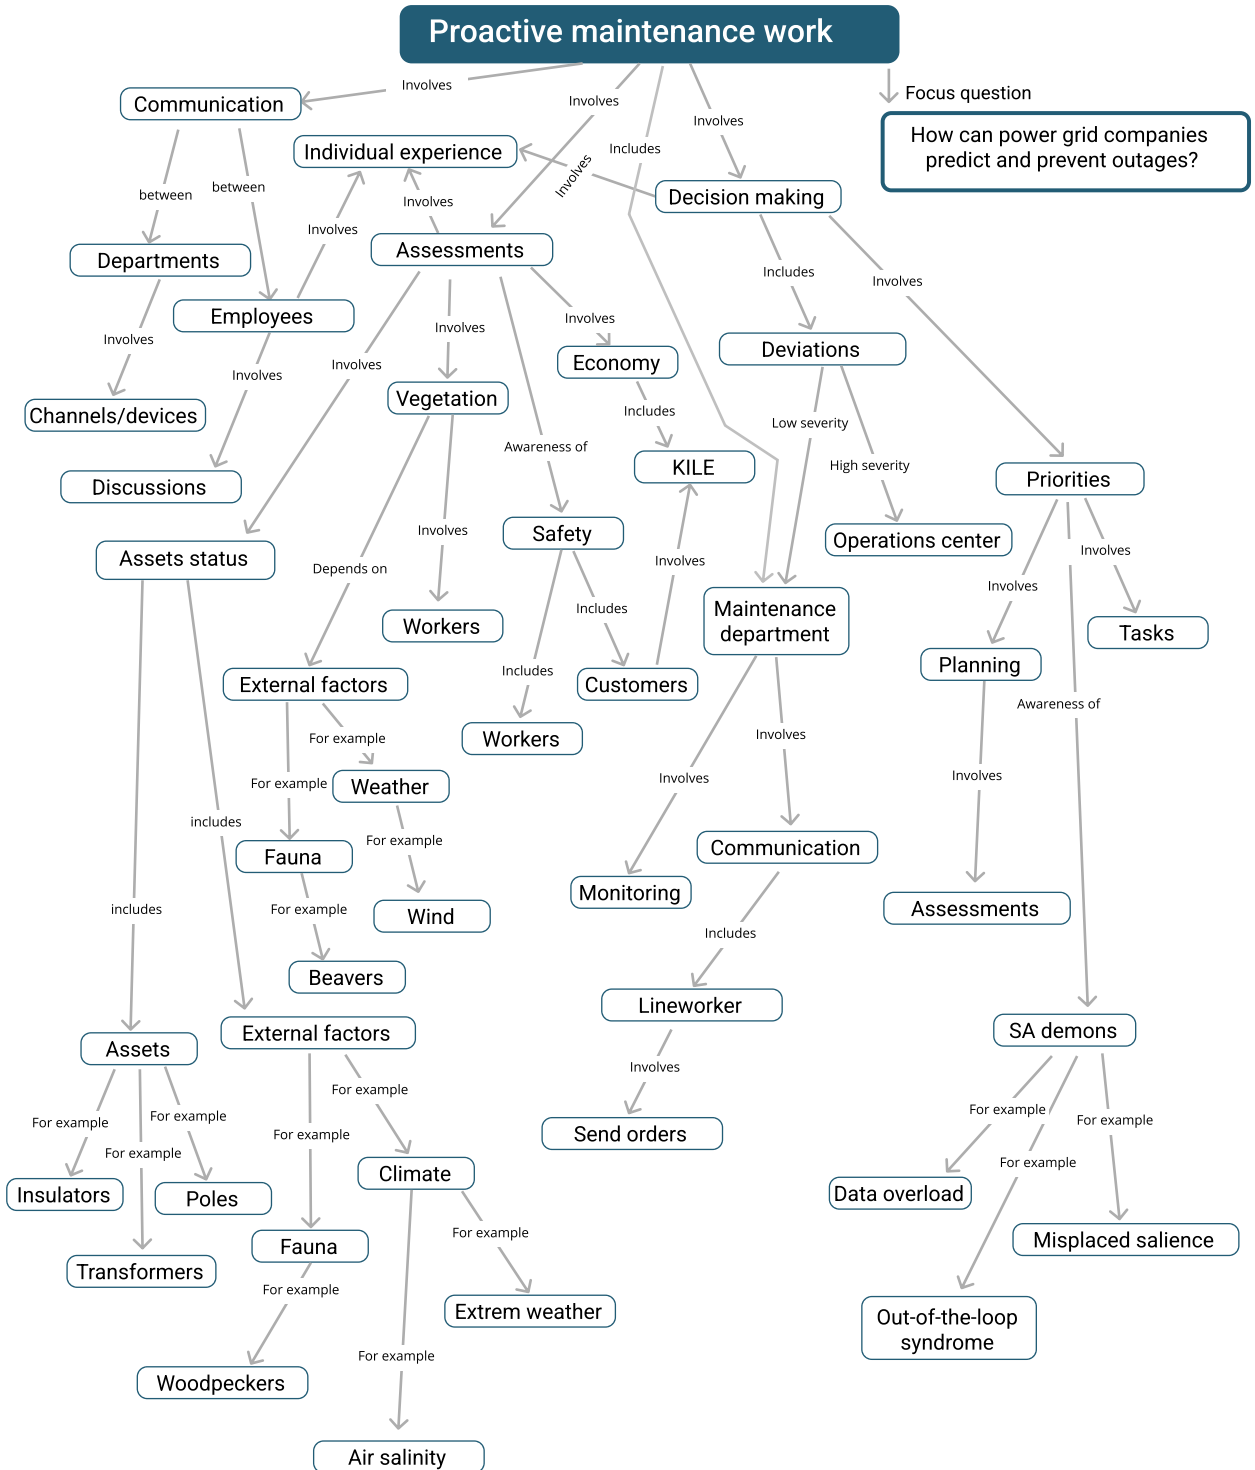 Proactive maintenance work
Involves
Focus question
Communication
Involves
Involves
How can power grid companies
predict and prevent outages?
Individual experience
Includes
Involves
between
between
Involves
Decision making
Involves
Assessments
Departments
Includes
Involves
Employees
Involves
Involves
Involves
Involves
Deviations
Economy
Involves
Involves
Vegetation
Channels/devices
Includes
Low severity
Awareness of
KILE
High severity
Priorities
Discussions
Involves
Safety
Operations center
Assets status
Involves
Involves
Depends on
Involves
Includes
Maintenance
department
Workers
Tasks
Planning
Includes
External factors
Customers
Awareness of
For example
Workers
Involves
Involves
Involves
For example
Weather
includes
For example
Communication
Fauna
Monitoring
includes
For example
Wind
Assessments
Includes
Beavers
Lineworker
External factors
SA demons
Assets
Involves
For example
For example
For example
For example
For example
Send orders
For example
For example
For example
Climate
Insulators
Poles
Data overload
For example
Fauna
Misplaced salience
Transformers
For example
Extrem weather
Out-of-the-loop
syndrome
For example
Woodpeckers
Air salinity